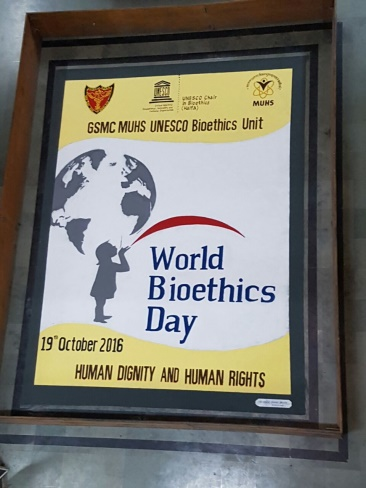 UNESCO
UNESCO Chair
in Bioethics
(HAIFA)
MUHS
GSMC MUHS UNESCO Bioethics Unit
World
Bioethics
Day
19th October 2016
HUMAN DIGNITY AND HUMAN RIGHTS